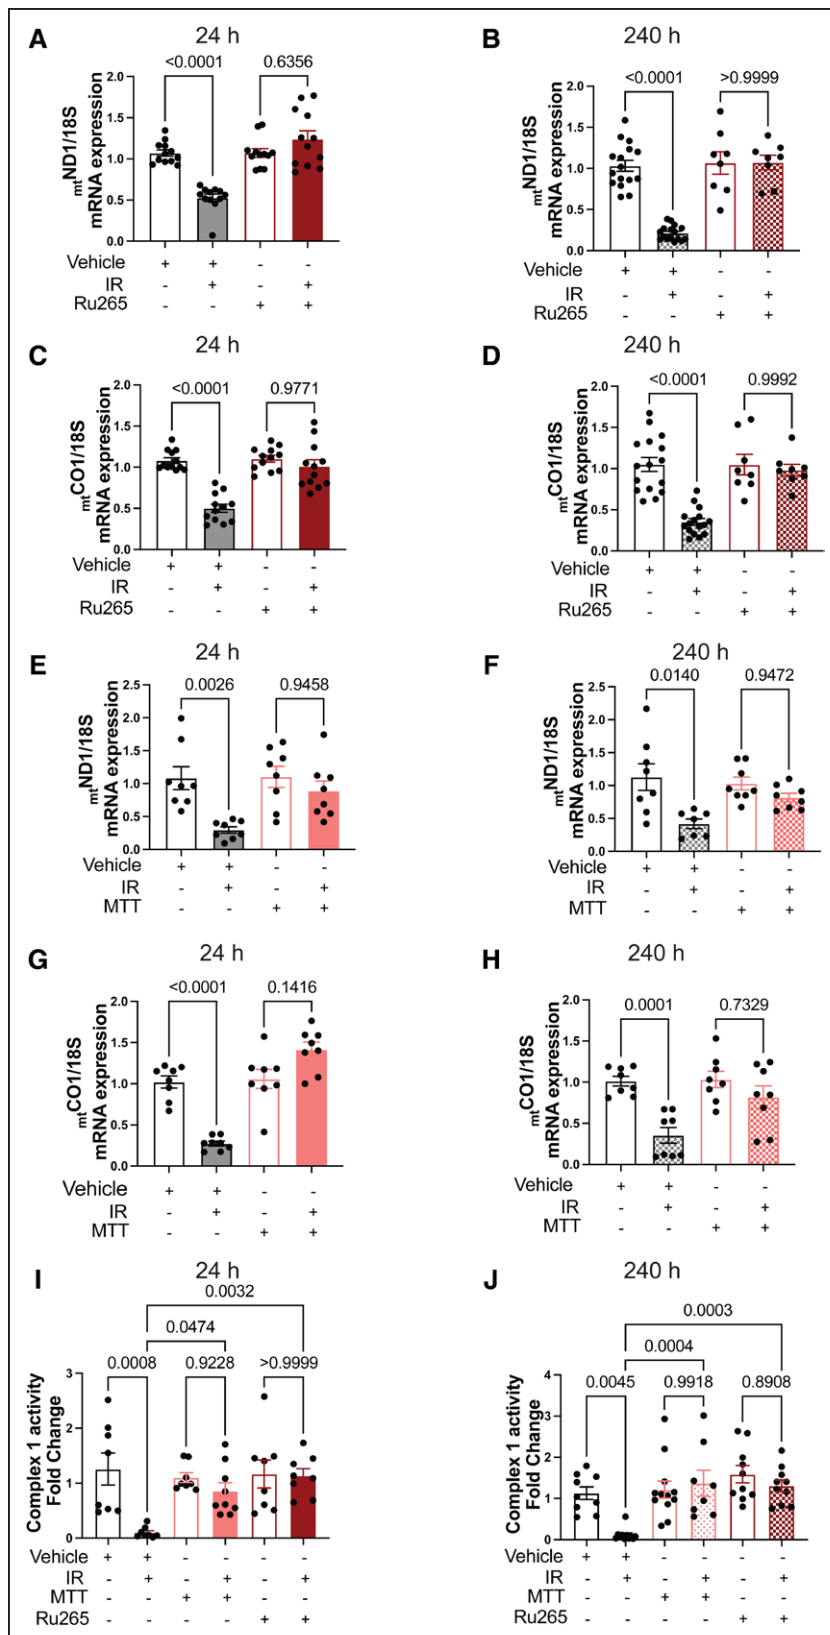 A
24 h
<0.0001
0.6356
mtND1/18S
mRNA expression
2.0
1.5
1.0
0.5
0.0
Vehicle + + - -
IR - + - +
Ru265 - - + +
B
240 h
<0.0001
>0.9999
mtND1/18S
mRNA expression
2.0
1.5
1.0
0.5
0.0
Vehicle + + - -
IR - + - +
Ru265 - - + +
C
24 h
<0.0001
0.9771
mtCO1/18S
mRNA expression
2.0
1.5
1.0
0.5
0.0
Vehicle + + - -
IR - + - +
Ru265 - - + +
D
240 h
<0.0001
0.9992
mtCO1/18S
mRNA expression
2.0
1.5
1.0
0.5
0.0
Vehicle + + - -
IR - + - +
Ru265 - - + +
E
24 h
0.0026
0.9458
mtND1/18S
mRNA expression
2.5
2.0
1.5
1.0
0.5
0.0
Vehicle + + - -
IR - + - +
MTT - - + +
F
240 h
0.0140
0.9472
mtND1/18S
mRNA expression
2.5
2.0
1.5
1.0
0.5
0.0
Vehicle + + - -
IR - + - +
MTT - - + +
G
24 h
<0.0001
0.1416
mtCO1/18S
mRNA expression
2.0
1.5
1.0
0.5
0.0
Vehicle + + - -
IR - + - +
MTT - - + +
H
240 h
0.0001
0.7329
mtCO1/18S
mRNA expression
2.0
1.5
1.0
0.5
0.0
Vehicle + + - -
IR - + - +
MTT - - + +
I
24 h
0.0032
0.0474
0.0008
0.9228
>0.9999
Complex 1 activity
Fold Change
3
2
1
0
Vehicle + + - - - -
IR - + - + - +
MTT - - + + - -
Ru265 - - - - + +
J
240 h
0.0003
0.0004
0.0045
0.9918
0.8908
Complex 1 activity
Fold Change
4
3
2
1
0
Vehicle + + - - - -
IR - + - + - +
MTT - - + + - -
Ru265 - - - - + +